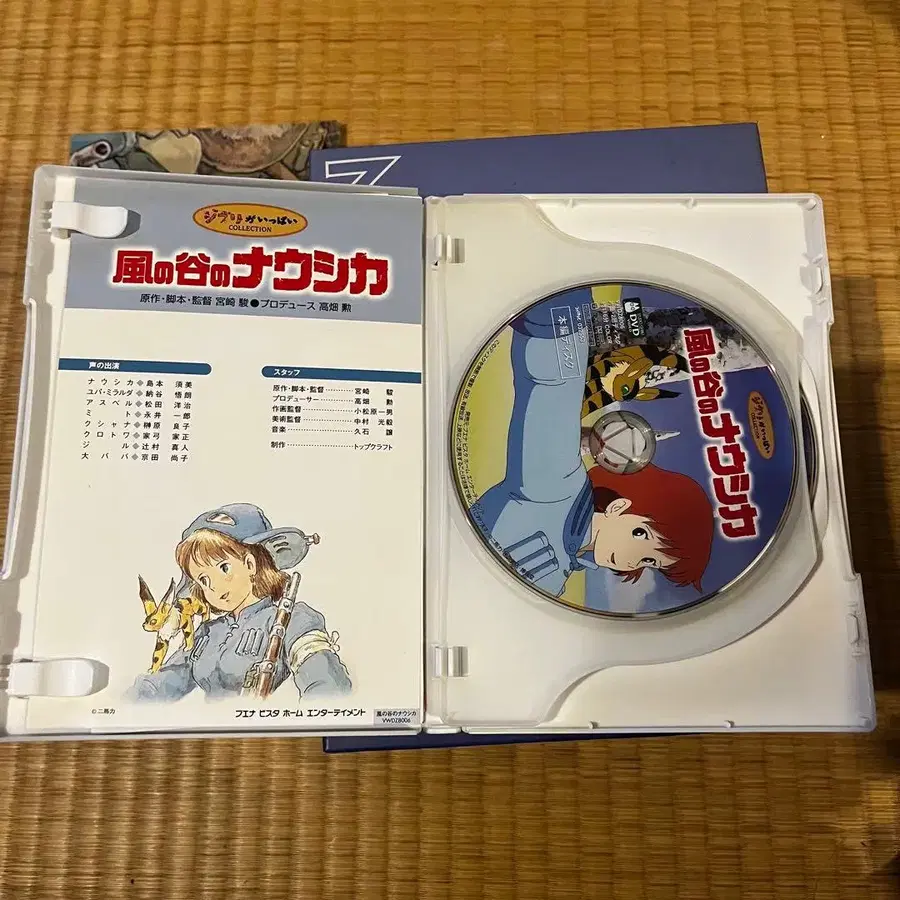 ジブリがいっぱい
COLLECTION
風の谷のナウシカ
原作・脚本・監督 宮崎 駿●プロデュース 高畑 勲
声の出演
ナウシカ◆島本 須美
ユパ・ミラルダ◆納谷 悟朗
アスベル◆松田 洋治
ミト◆永井 一郎
クシャナ◆榊原 良子
クロトワ◆家弓 家正
ジル◆辻村 真人
大ババ◆京田 尚子
スタッフ
原作・脚本・監督………宮崎 駿
プロデューサー………高畑 勲
作画監督………小松原一男
美術監督………中村 光毅
音楽………久石 譲
制作………トップクラフト
©二馬力
ブエナ ビスタ ホーム エンターテイメント
風の谷のナウシカ
VWDZ8006
DVD
本編ディスク
風の谷のナウシカ
ジブリがいっぱい
COLLECTION